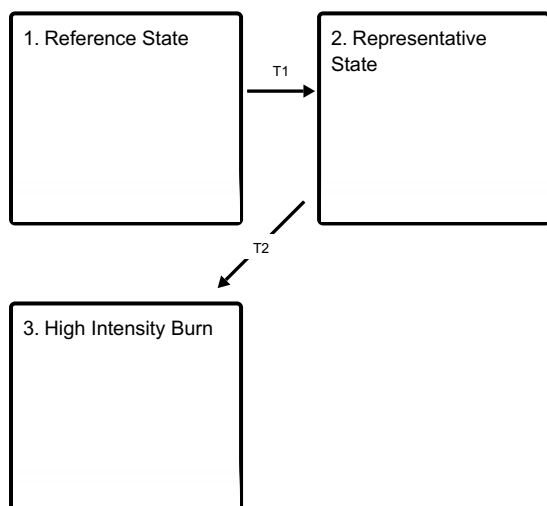 1. Reference State
T1
2. Representative
State
T2
3. High Intensity Burn